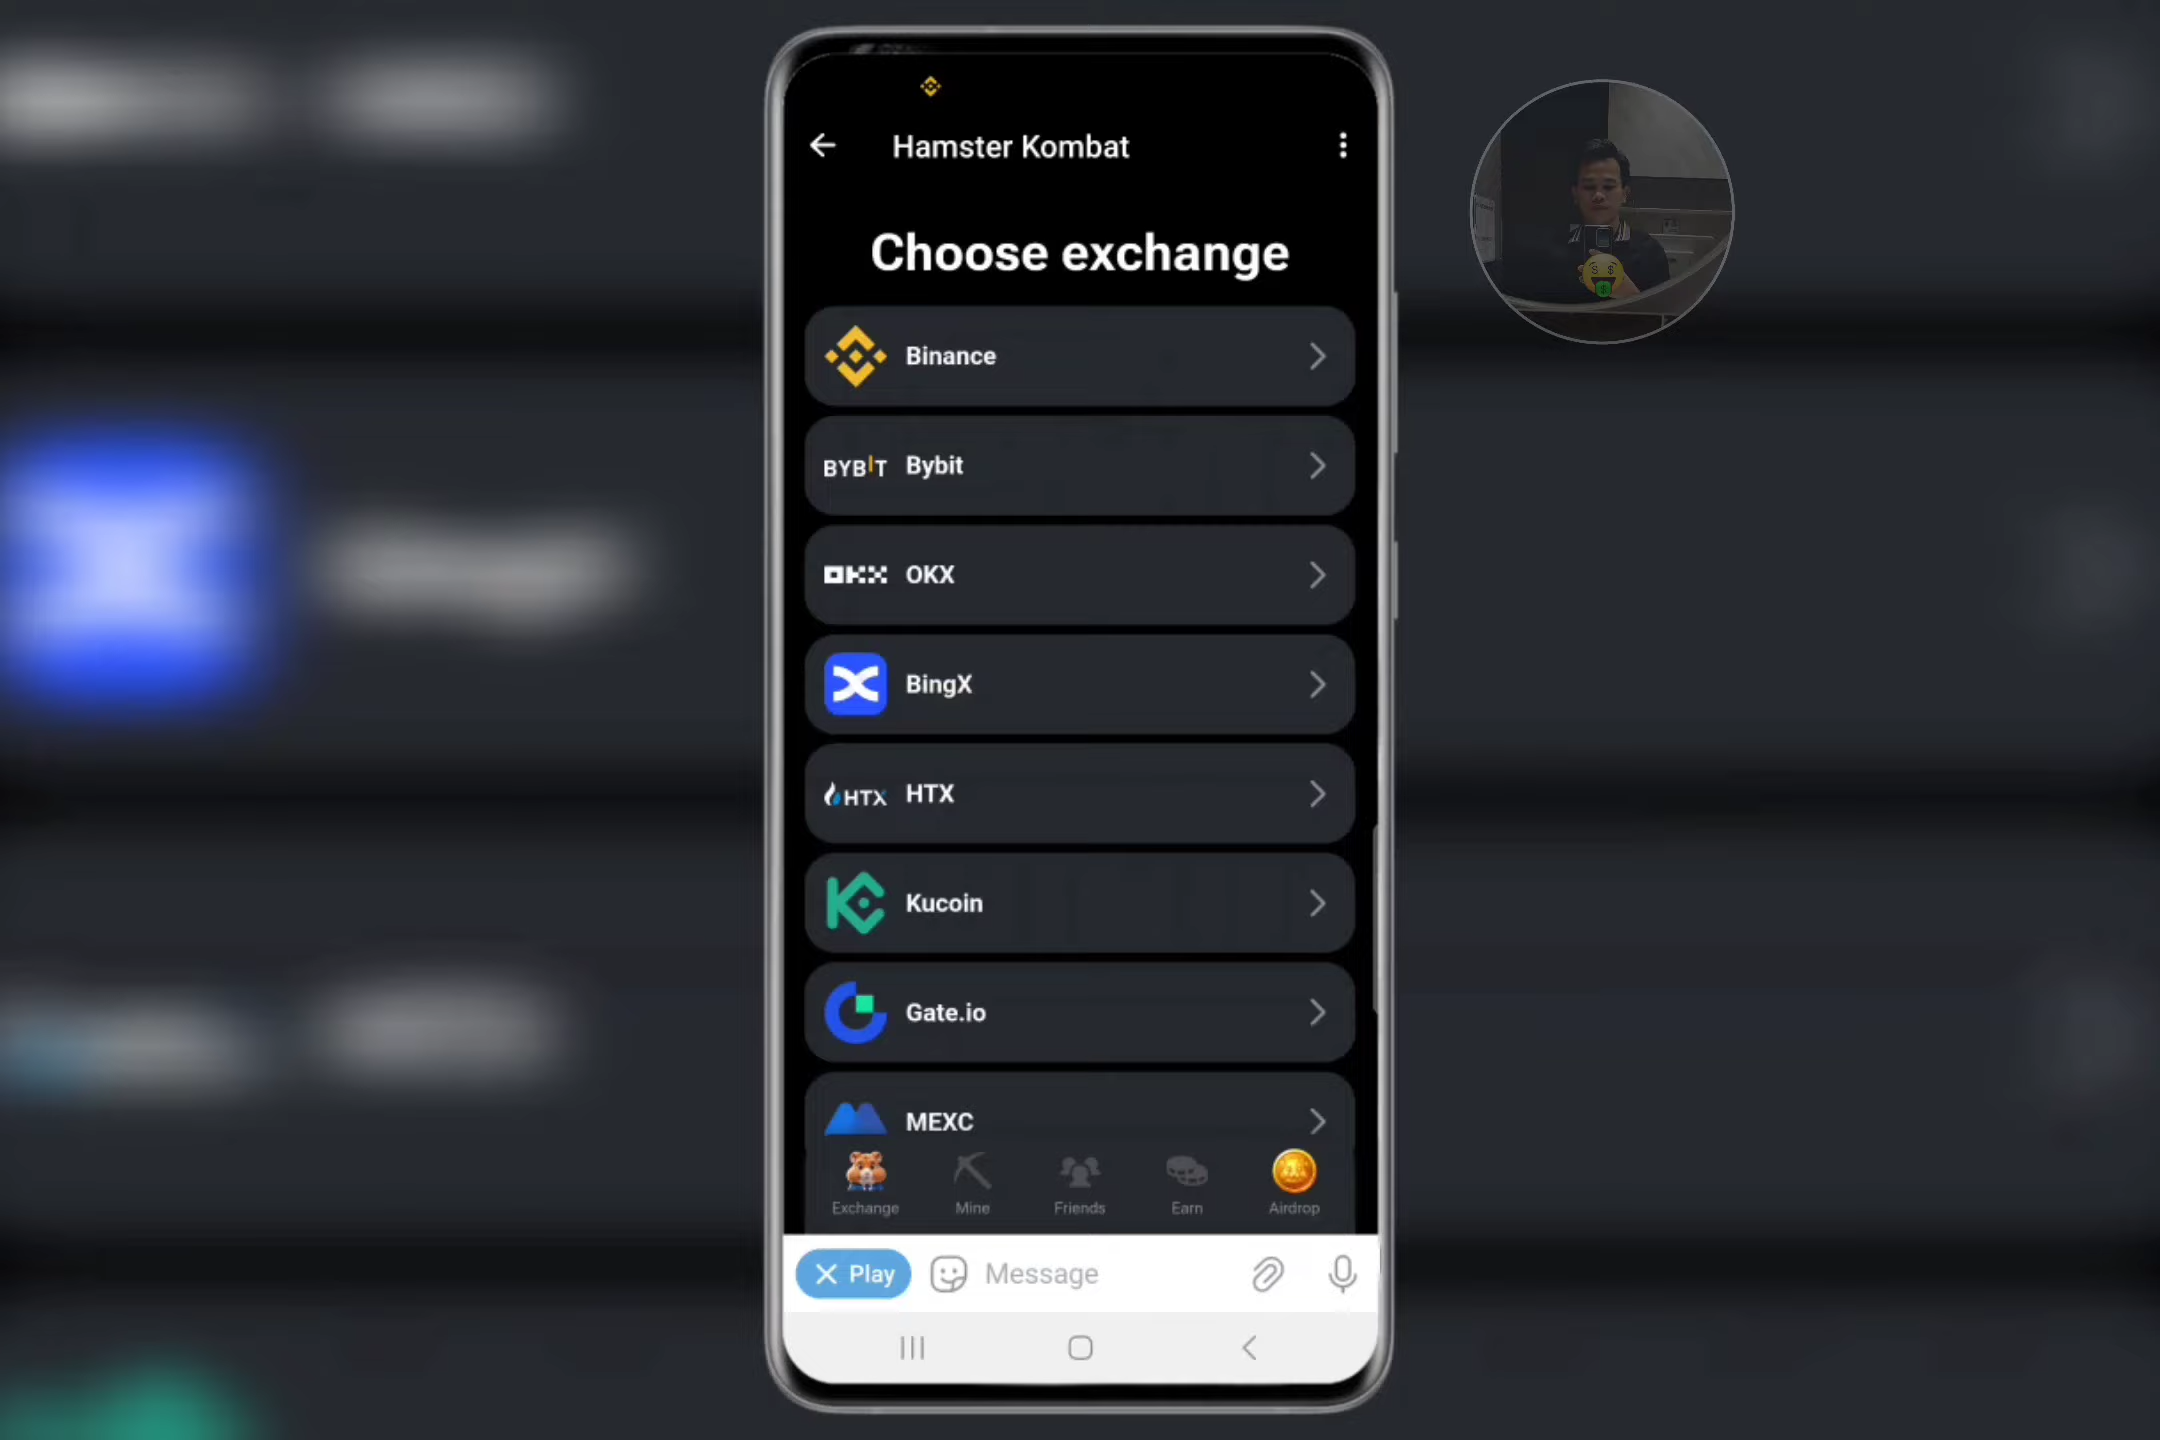 Hamster Kombat
Choose exchange
Binance
BYBIT Bybit
OKX OKX
BingX
HTX HTX
Kucoin
Gate.io
MEXC
Exchange Mine Friends Earn Airdrop
Play Message